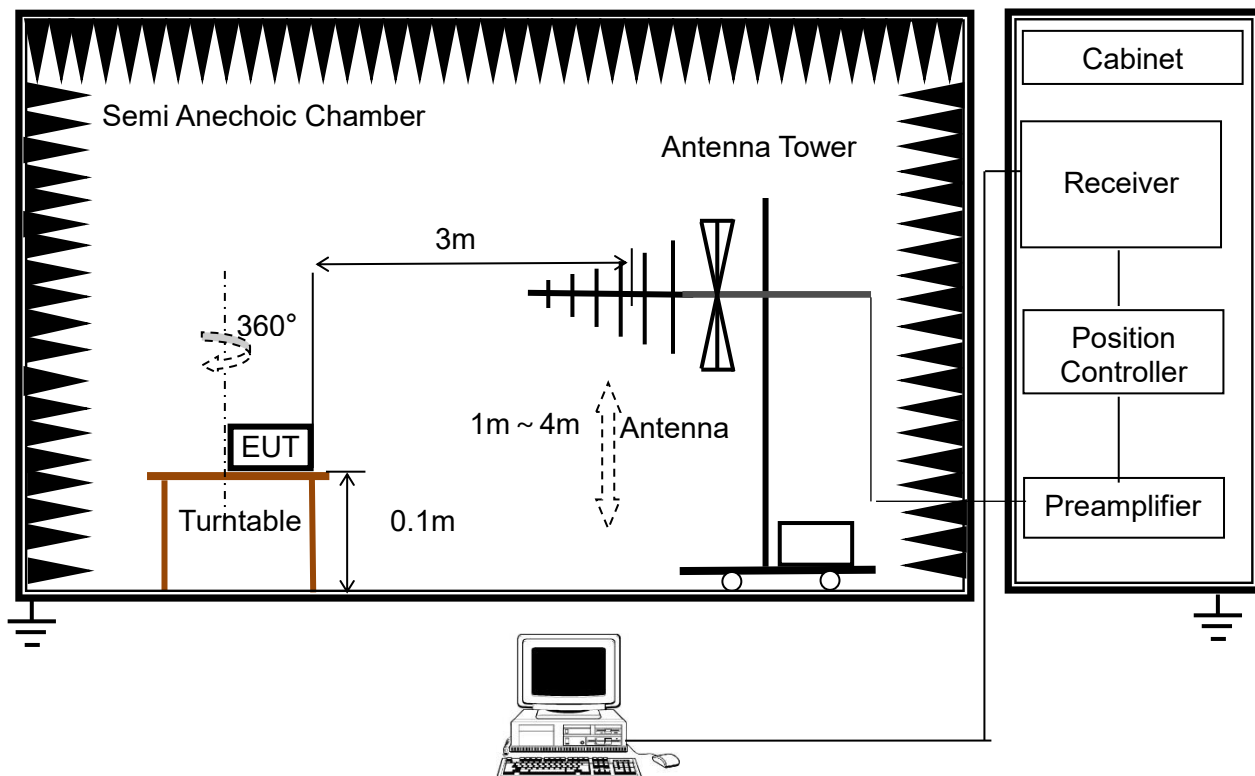 Cabinet
Semi Anechoic Chamber
Antenna Tower
Receiver
3m
360°
Position
Controller
1m ~ 4m
Antenna
EUT
Turntable
0.1m
Preamplifier